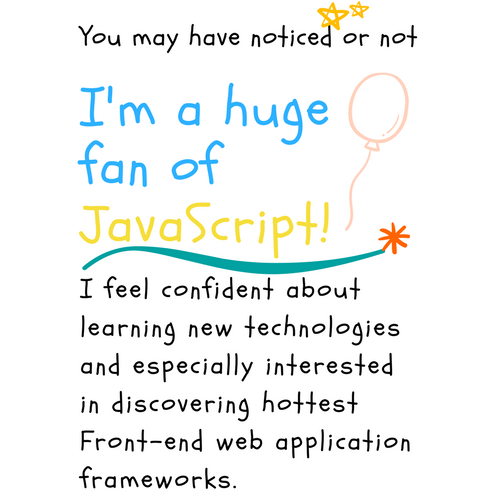 You may have noticed or not
I'm a huge
fan of
JavaScript!
I feel confident about
learning new technologies
and especially interested
in discovering hottest
Front-end web application
frameworks.